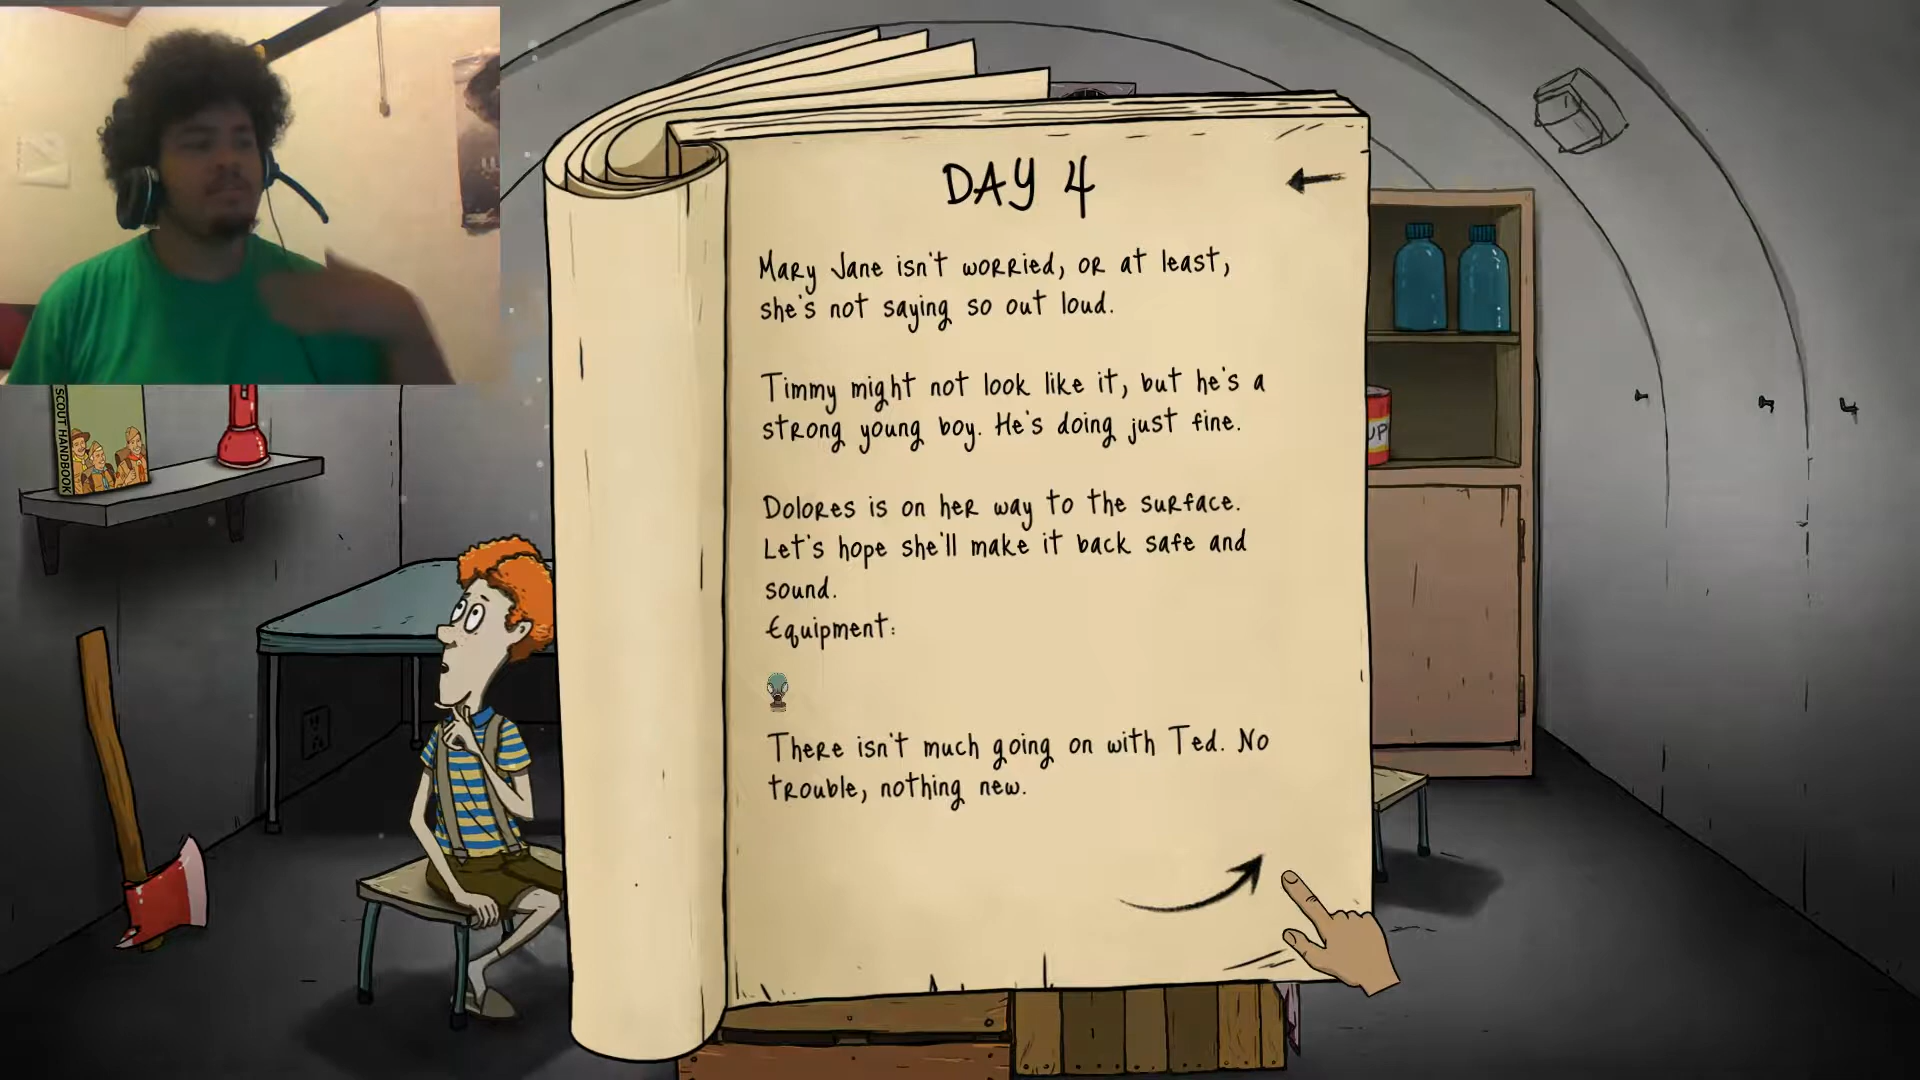 DAY 4
Mary Jane isn't worried, or at least,
she's not saying so out loud.
Timmy might not look like it, but he's a
strong young boy. He's doing just fine.
Dolores is on her way to the surface.
Let's hope she'll make it back safe and
sound.
Equipment:
There isn't much going on with Ted. No
trouble, nothing new.
SCOUT HANDBOOK
UP